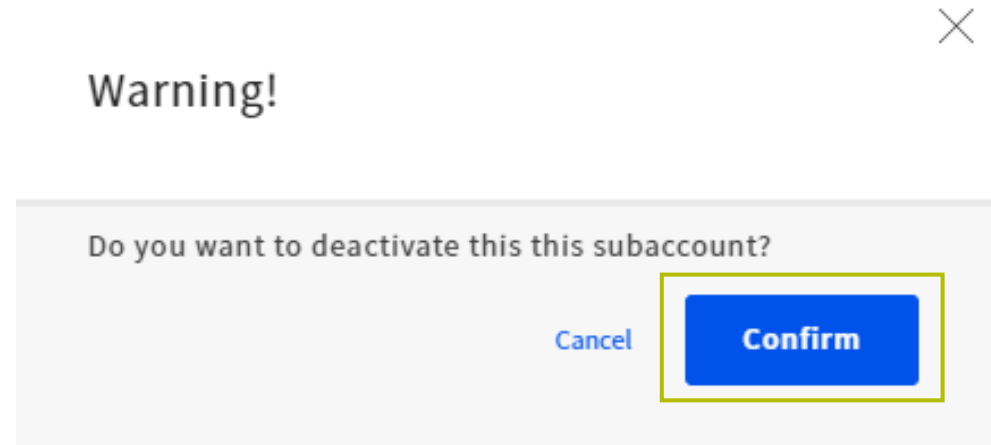 Warning!
Do you want to deactivate this this subaccount?
Cancel
Confirm